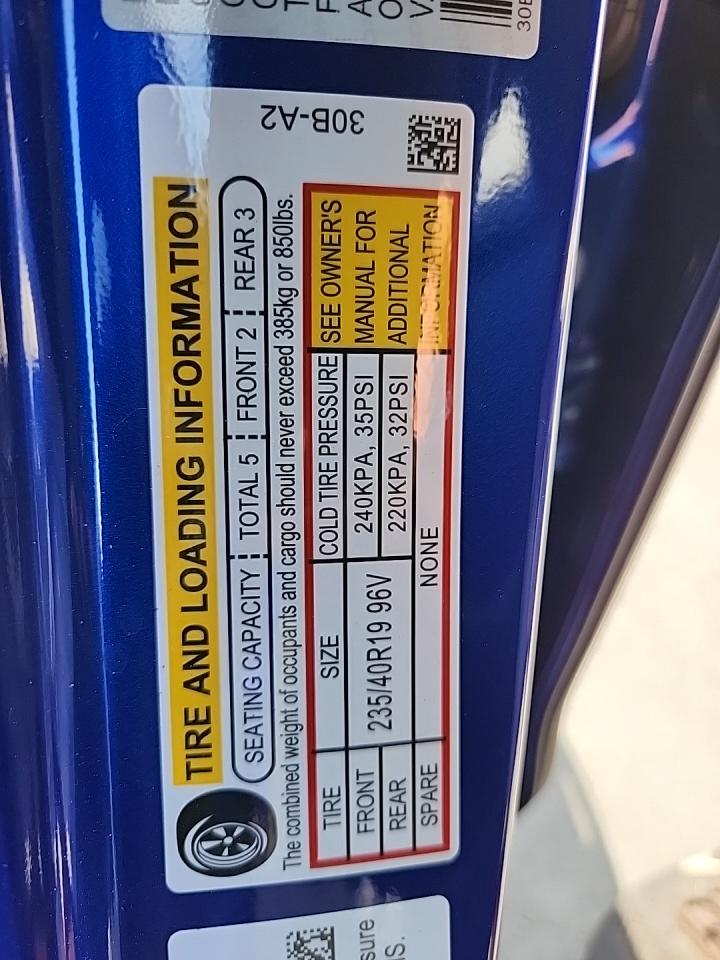 30B-A2
TIRE AND LOADING INFORMATION
SEATING CAPACITY TOTAL 5 FRONT 2 REAR 3
The combined weight of occupants and cargo should never exceed 385kg or 850lbs.
TIRE SIZE COLD TIRE PRESSURE SEE OWNER'S
FRONT 235/40R19 96V 240KPA, 35PSI MANUAL FOR
REAR 220KPA, 32PSI ADDITIONAL
SPARE NONE INFORMATION